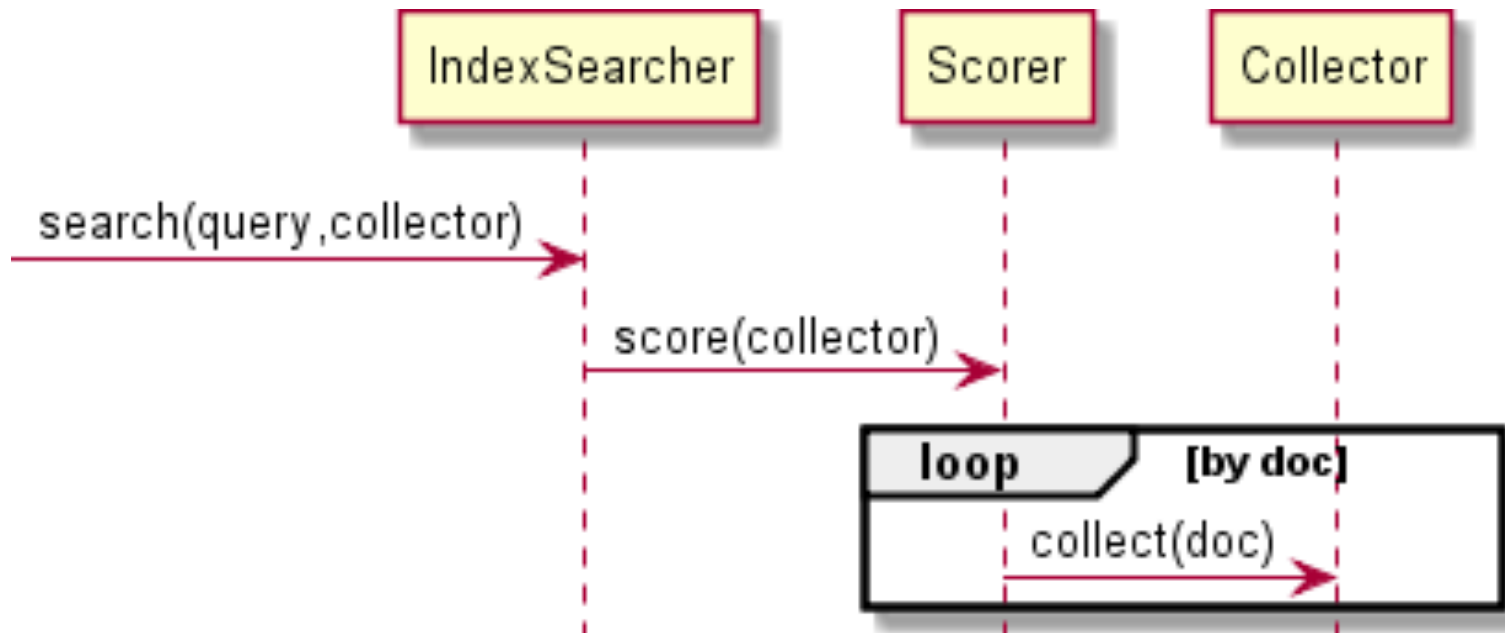 IndexSearcher Scorer Collector
search(query,collector)
score(collector)
loop [by doc]
collect(doc)